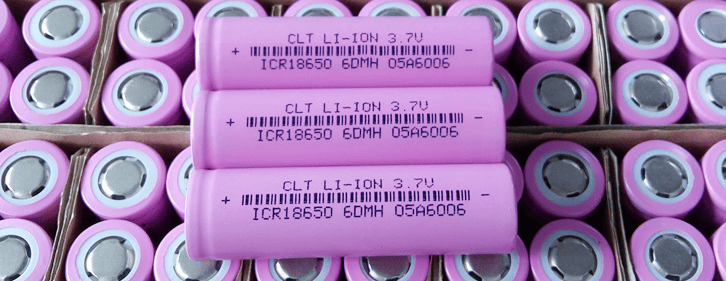 CLT LI-ION 3.7V
+ -
ICR18650 6DMH 05A6006
CLT LI-ION 3.7V
+ -
ICR18650 6DMH 05A6006
CLT LI-ION 3.7V
+ -
ICR18650 6DMH 05A6006